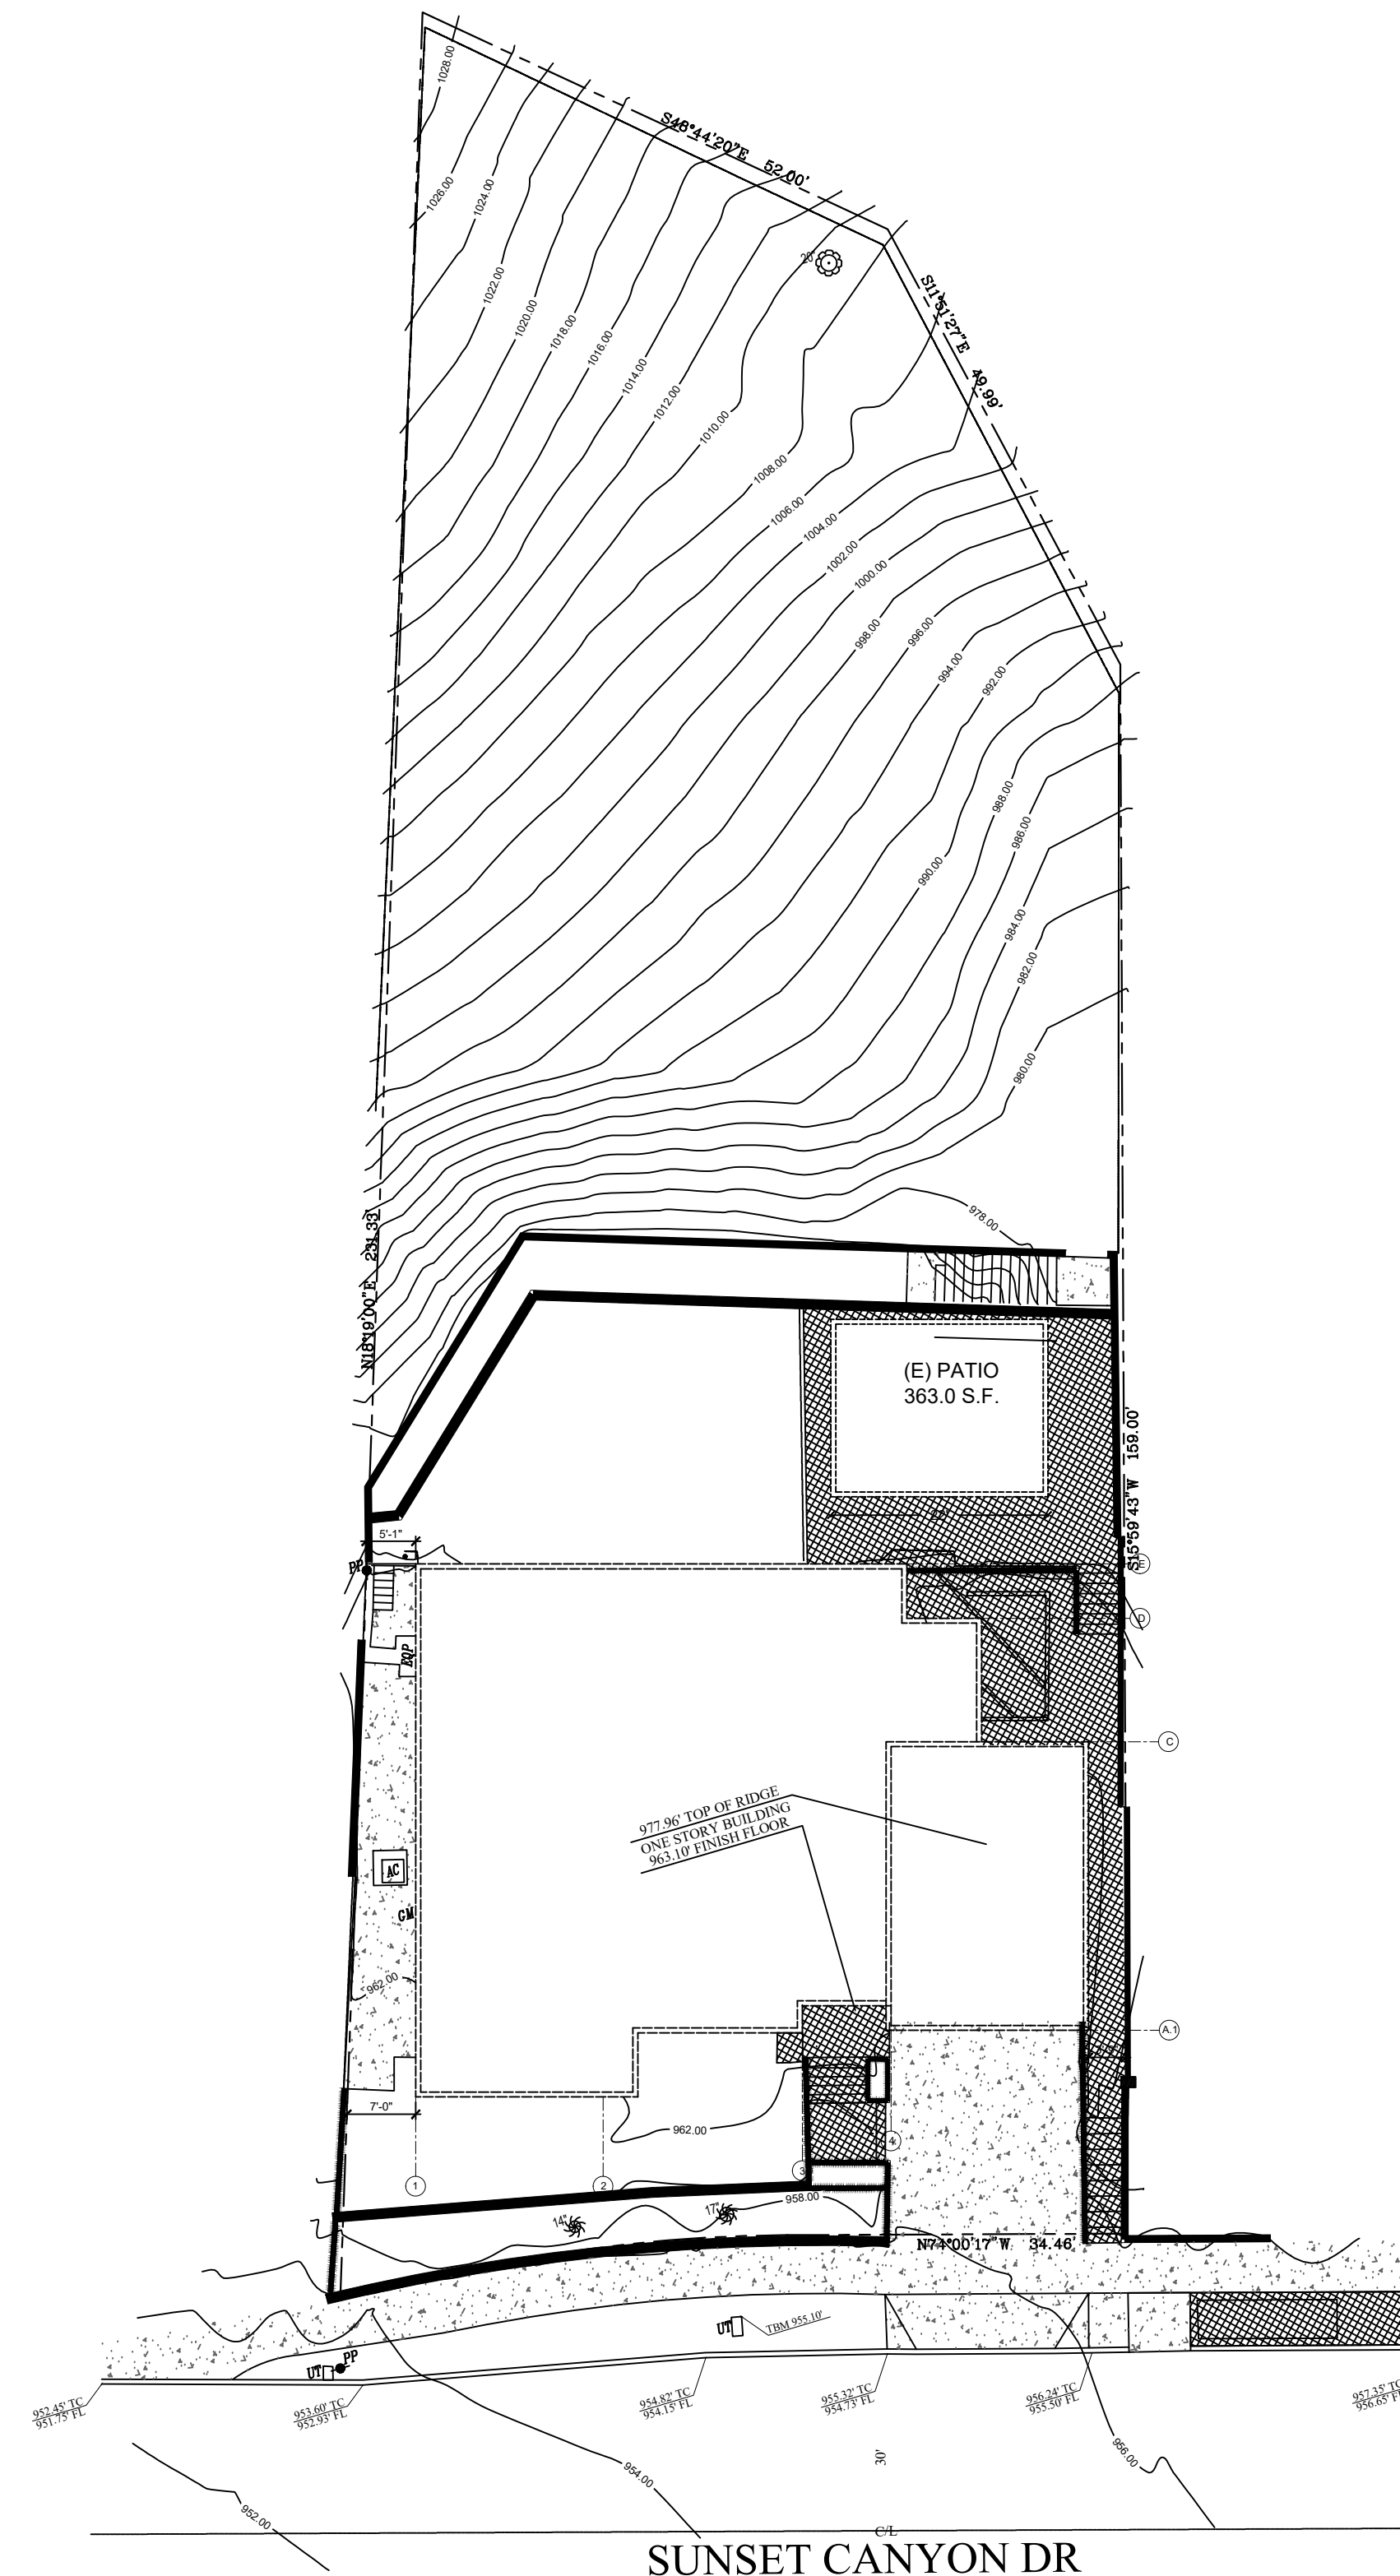 1028.00
S48°44'20"E 52.00'
1026.00
1024.00
20"
1022.00
S11°51'27"E 49.99'
1020.00
1018.00
1016.00
1014.00
1012.00
1010.00
1008.00
1006.00
1004.00
1002.00
1000.00
998.00
996.00
994.00
992.00
990.00
988.00
986.00
984.00
982.00
980.00
978.00
N18°19'00"E 231.33'
(E) PATIO
363.0 S.F.
S15°59'43"W 159.00'
22'
5'-1"
PP
E
D
EQP
C
977.96' TOP OF RIDGE
ONE STORY BUILDING
963.10' FINISH FLOOR
AC
GM
962.00
A.1
7'-0"
962.00
4
3
1
2
958.00
14"
17"
N74°00'17"W 34.46'
UT
TBM 955.10'
UT
PP
952.45' TC
951.75' FL
953.60' TC
952.93' FL
954.82' TC
954.15' FL
955.32' TC
954.73' FL
956.24' TC
955.50' FL
957.35' TC
956.65' FL
30'
956.00
954.00
952.00
C/L
SUNSET CANYON DR